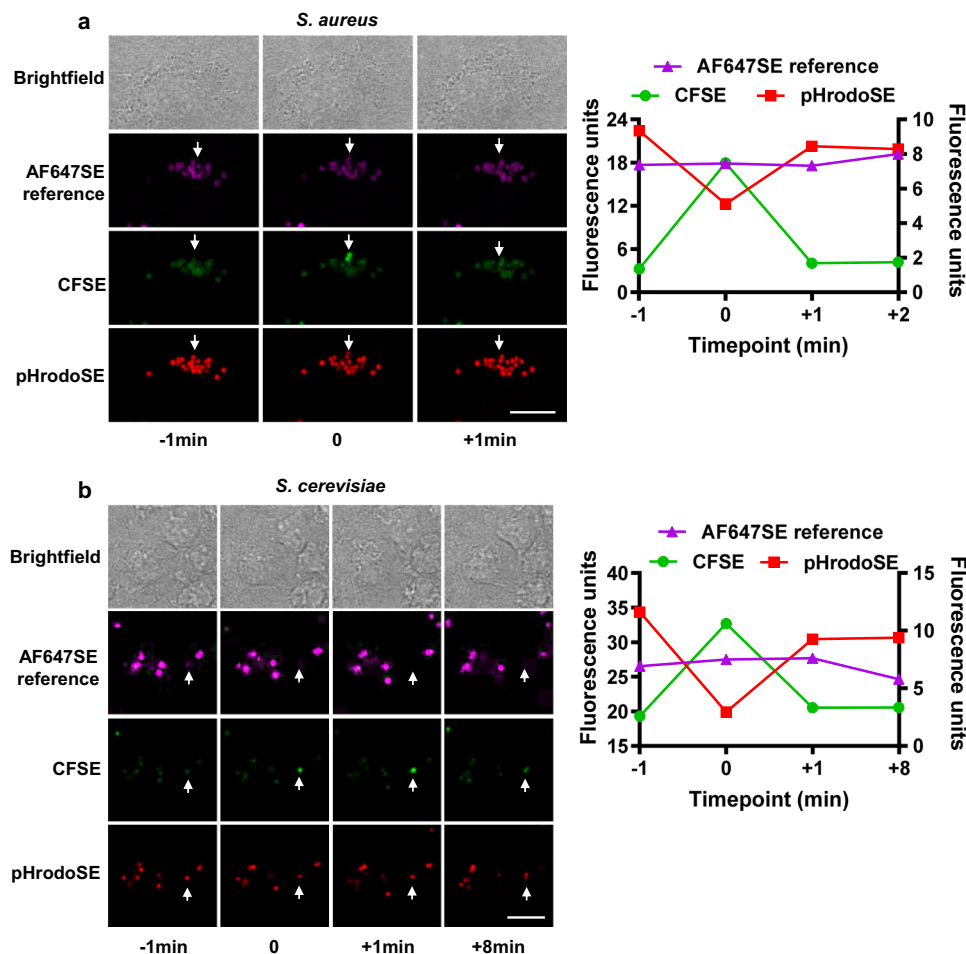 a
S. aureus
Brightfield
AF647SE
reference
CFSE
pHrodoSE
-1min 0 +1min
AF647SE reference
CFSE pHrodoSE
Fluorescence units
24
18
12
6
0
10
8
6
4
2
0
Fluorescence units
-1 0 +1 +2
Timepoint (min)
b
S. cerevisiae
Brightfield
AF647SE
reference
CFSE
pHrodoSE
-1min 0 +1min +8min
AF647SE reference
CFSE pHrodoSE
Fluorescence units
40
35
30
25
20
15
15
10
5
0
Fluorescence units
-1 0 +1 +8
Timepoint (min)